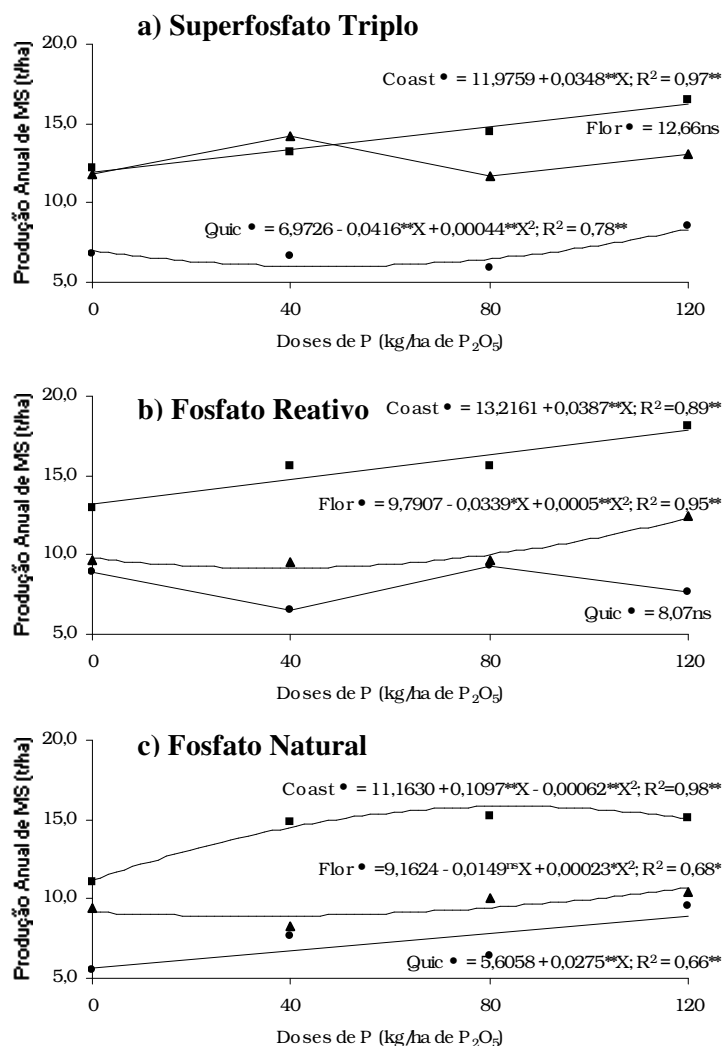 a) Superfosfato Triplo
20,0
Coast • = 11,9759 + 0,0348**X; R² = 0,97**
15,0
Flor • = 12,66ns
10,0
Quic • = 6,9726 - 0,0416**X + 0,00044**X²; R² = 0,78**
5,0
0 40 80 120
Doses de P (kg/ha de P₂O₅)
Produção Anual de MS (t/ha)
b) Fosfato Reativo
20,0
Coast • = 13,2161 + 0,0387**X; R² = 0,89**
15,0
Flor • = 9,7907 - 0,0339*X + 0,0005**X²; R² = 0,95**
10,0
Quic • = 8,07ns
5,0
0 40 80 120
Doses de P (kg/ha de P₂O₅)
Produção Anual de MS (t/ha)
c) Fosfato Natural
20,0
Coast • = 11,1630 + 0,1097**X - 0,00062**X²; R²=0,98**
15,0
Flor • =9,1624 - 0,0149ⁿˢX + 0,00023*X²; R² = 0,68*
10,0
Quic • = 5,6058 + 0,0275**X; R² = 0,66**
5,0
0 40 80 120
Doses de P (kg/ha de P₂O₅)
Produção Anual de MS (t/ha)